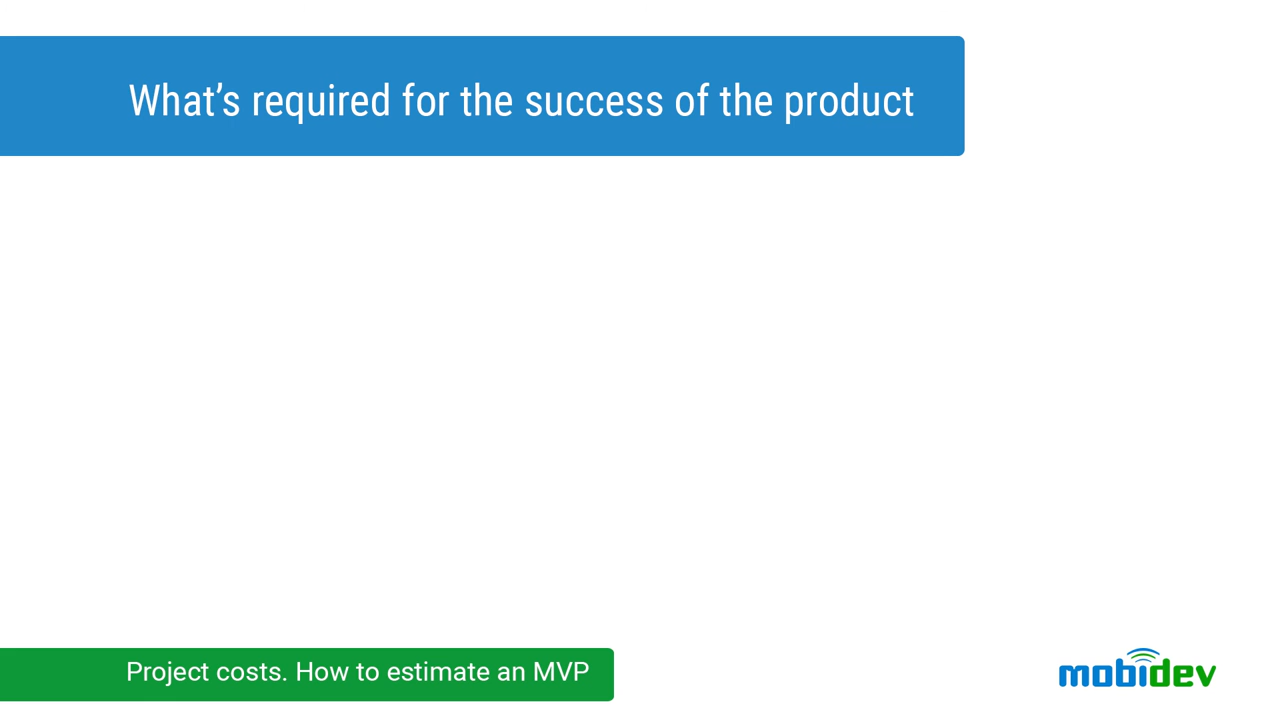 What’s required for the success of the product
Project costs. How to estimate an MVP
mobidev